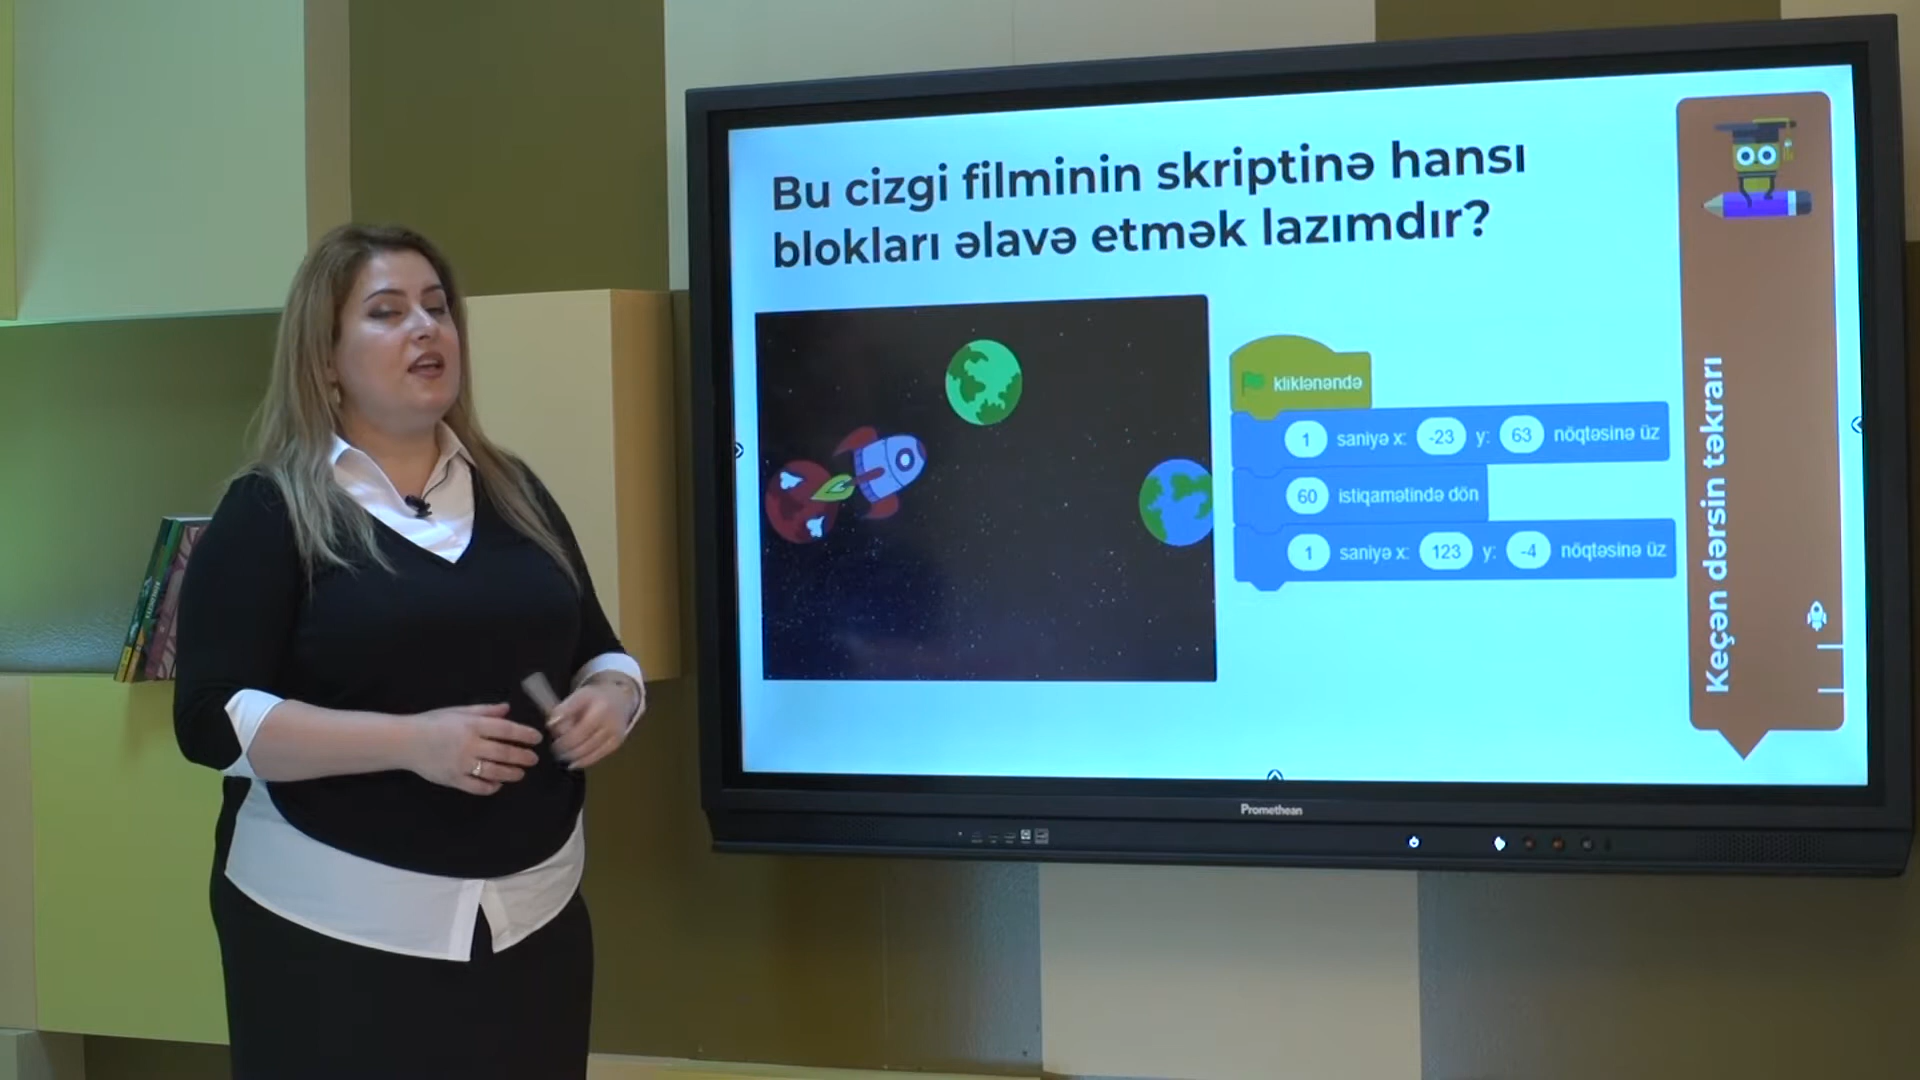 Bu cizgi filminin skriptinə hansı
blokları əlavə etmək lazımdır?
kliklənəndə
1 saniyə x: -23 y: 63 nöqtəsinə üz
60 istiqamətində dön
1 saniyə x: 123 y: -4 nöqtəsinə üz
Keçən dərsin təkrarı
Promethean